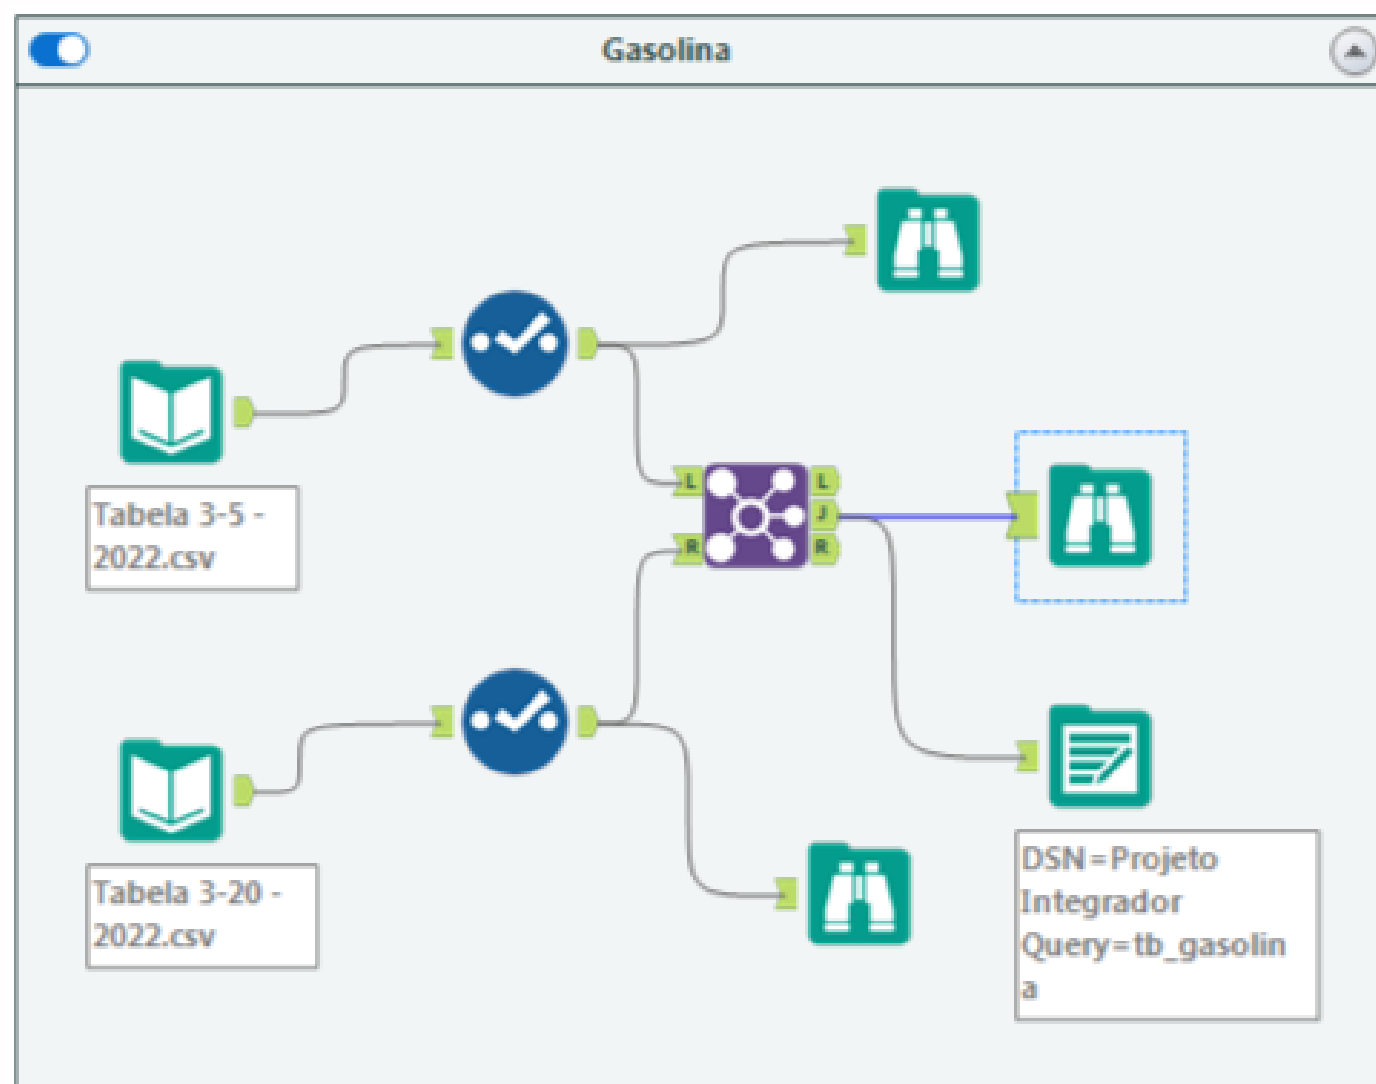 Gasolina
Tabela 3-5 -
2022.csv
L
L
J
R
R
Tabela 3-20 -
2022.csv
DSN=Projeto
Integrador
Query=tb_gasolin
a